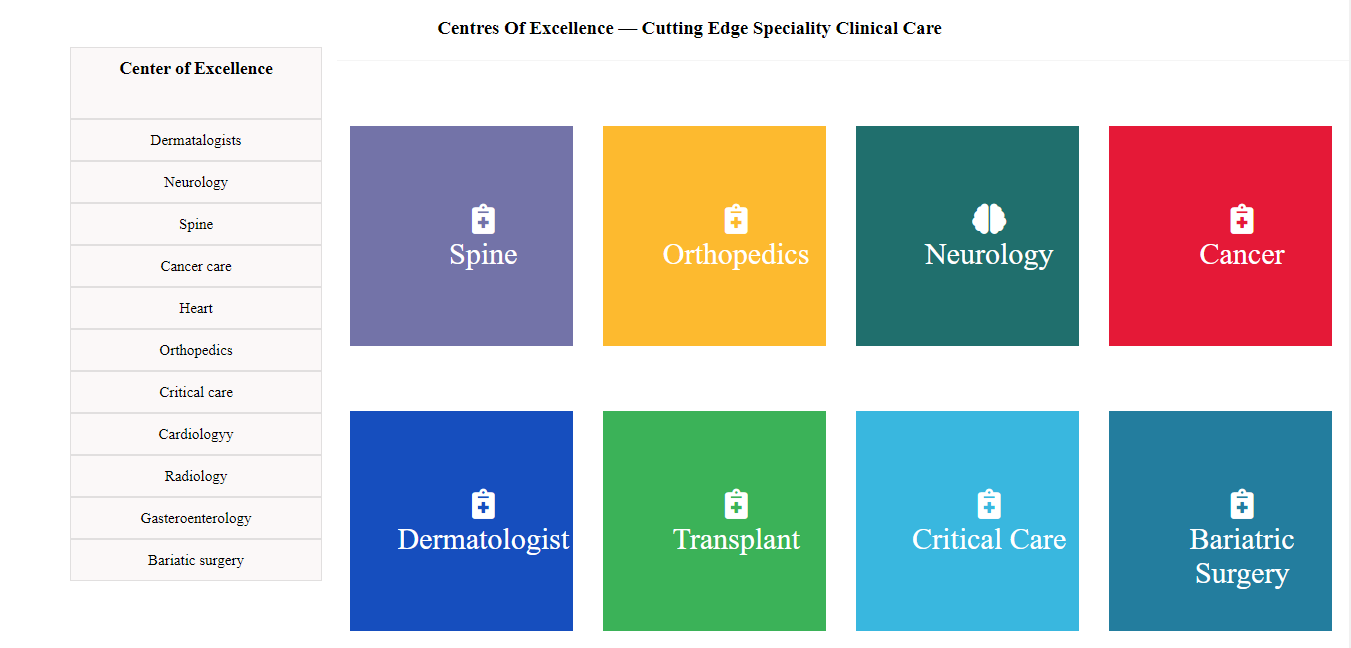 Centres Of Excellence — Cutting Edge Speciality Clinical Care
Center of Excellence
Dermatalogists
Neurology
Spine
Cancer care
Heart
Orthopedics
Critical care
Cardiologyy
Radiology
Gasteroenterology
Bariatic surgery
Spine
Orthopedics
Neurology
Cancer
Dermatologist
Transplant
Critical Care
Bariatric
Surgery